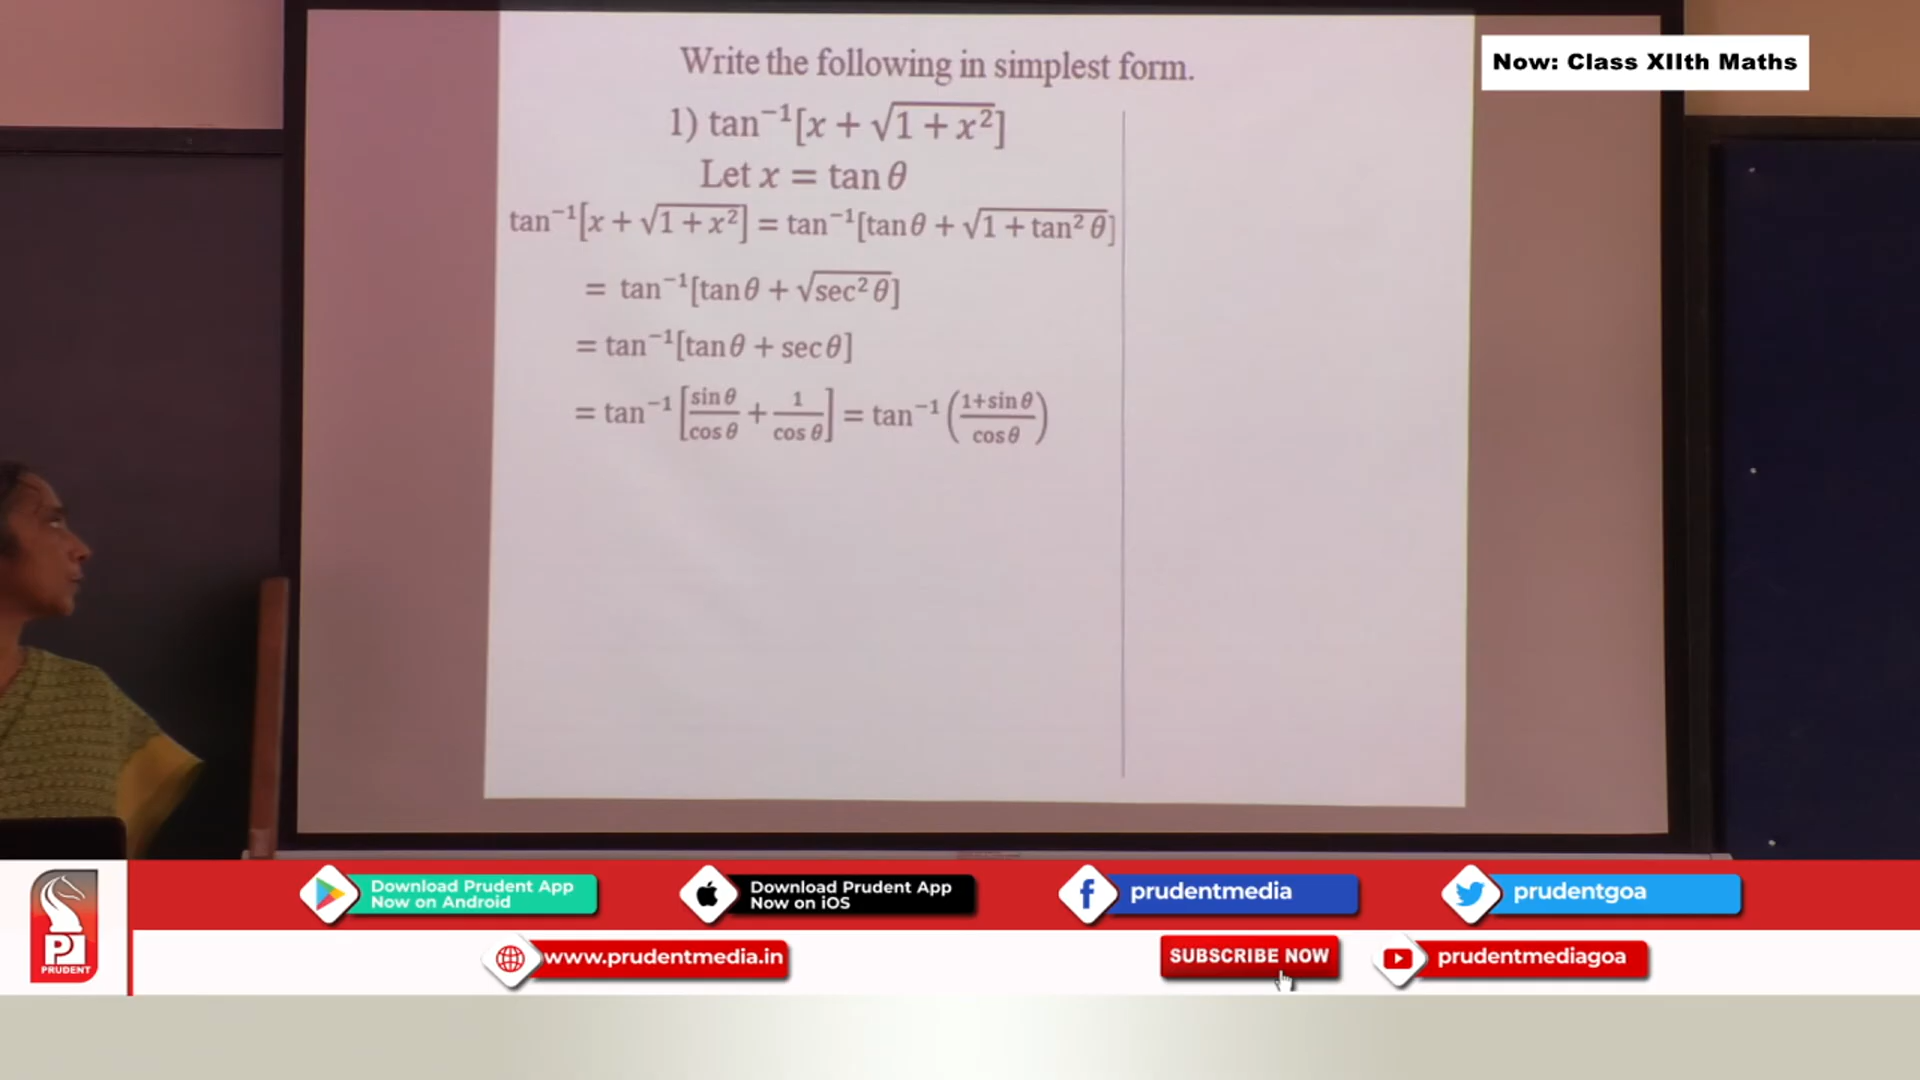 Now: Class XIIth Maths
Write the following in simplest form.
1) tan⁻¹[x + √(1 + x²)]
Let x = tan θ
tan⁻¹[x + √(1 + x²)] = tan⁻¹[tan θ + √(1 + tan² θ)]
= tan⁻¹[tan θ + √(sec² θ)]
= tan⁻¹[tan θ + sec θ]
= tan⁻¹ [sin θ/cos θ + 1/cos θ] = tan⁻¹ ((1+sin θ)/cos θ)
Download Prudent App
Now on Android
Download Prudent App
Now on iOS
prudentmedia
prudentgoa
PRUDENT
www.prudentmedia.in
SUBSCRIBE NOW
prudentmediagoa